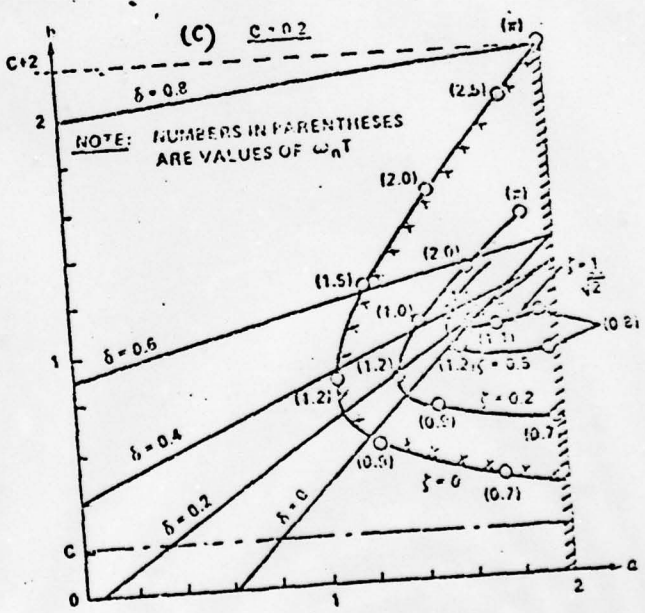 b
(C) C = 0.2
(π)
C+2
(2.5)
δ = 0.8
2
NOTE: NUMBERS IN PARENTHESES
ARE VALUES OF ωnT
(2.0)
(π)
(2.0)
(1.5)
ζ = 1/√2
(1.0)
(0.8)
1
δ = 0.6
(1.2)
(1.2)
ζ = 0.5
(1.2)
ζ = 0.2
(0.9)
(0.7)
δ = 0.4
(0.9)
δ = 0.2
δ = 0
ζ = 0
(0.7)
C
0
1
2
a